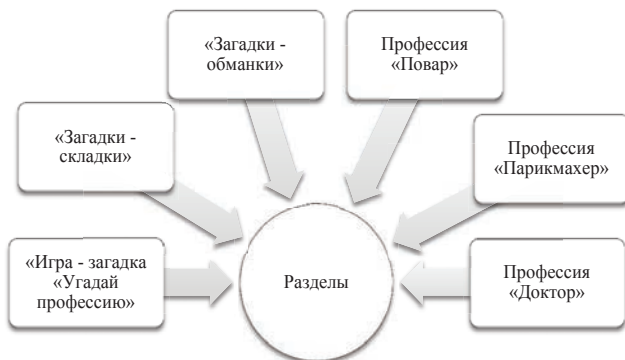 «Загадки -
обманки»
Профессия
«Повар»
«Загадки -
складки»
Профессия
«Парикмахер»
«Игра - загадка
«Угадай
профессию»
Разделы
Профессия
«Доктор»